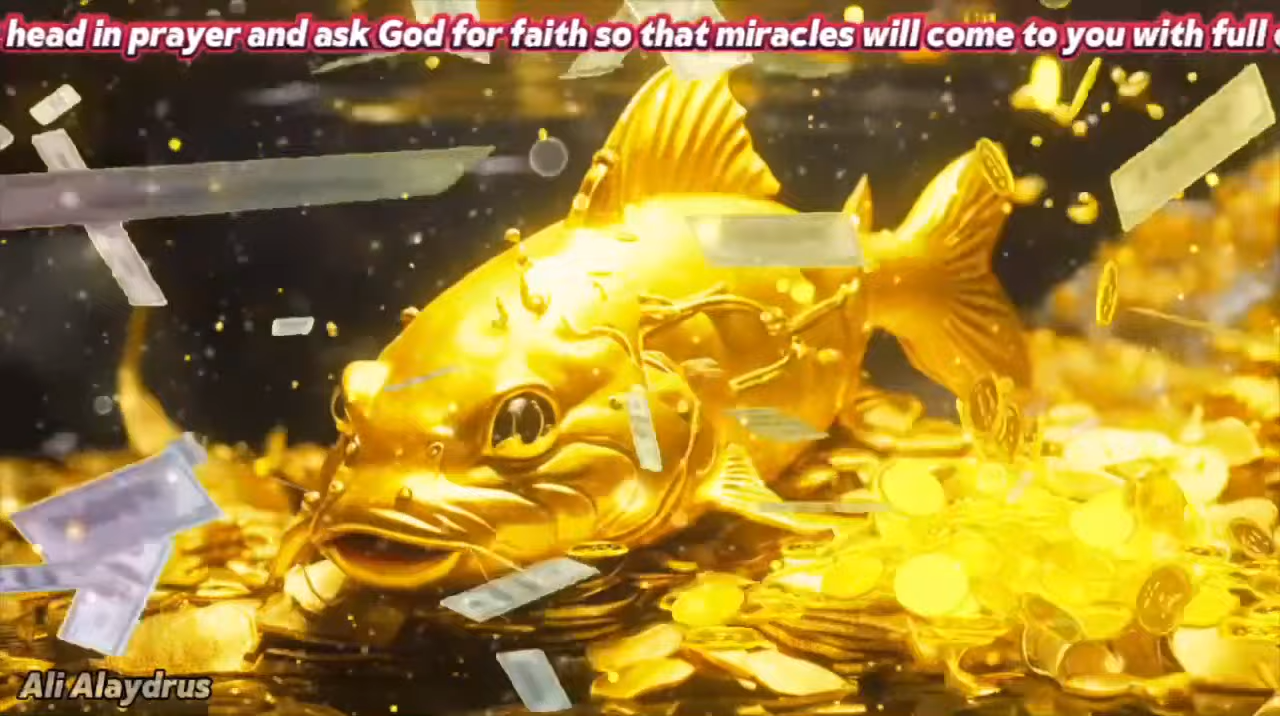 head in prayer and ask God for faith so that miracles will come to you with full
Ali Alaydrus